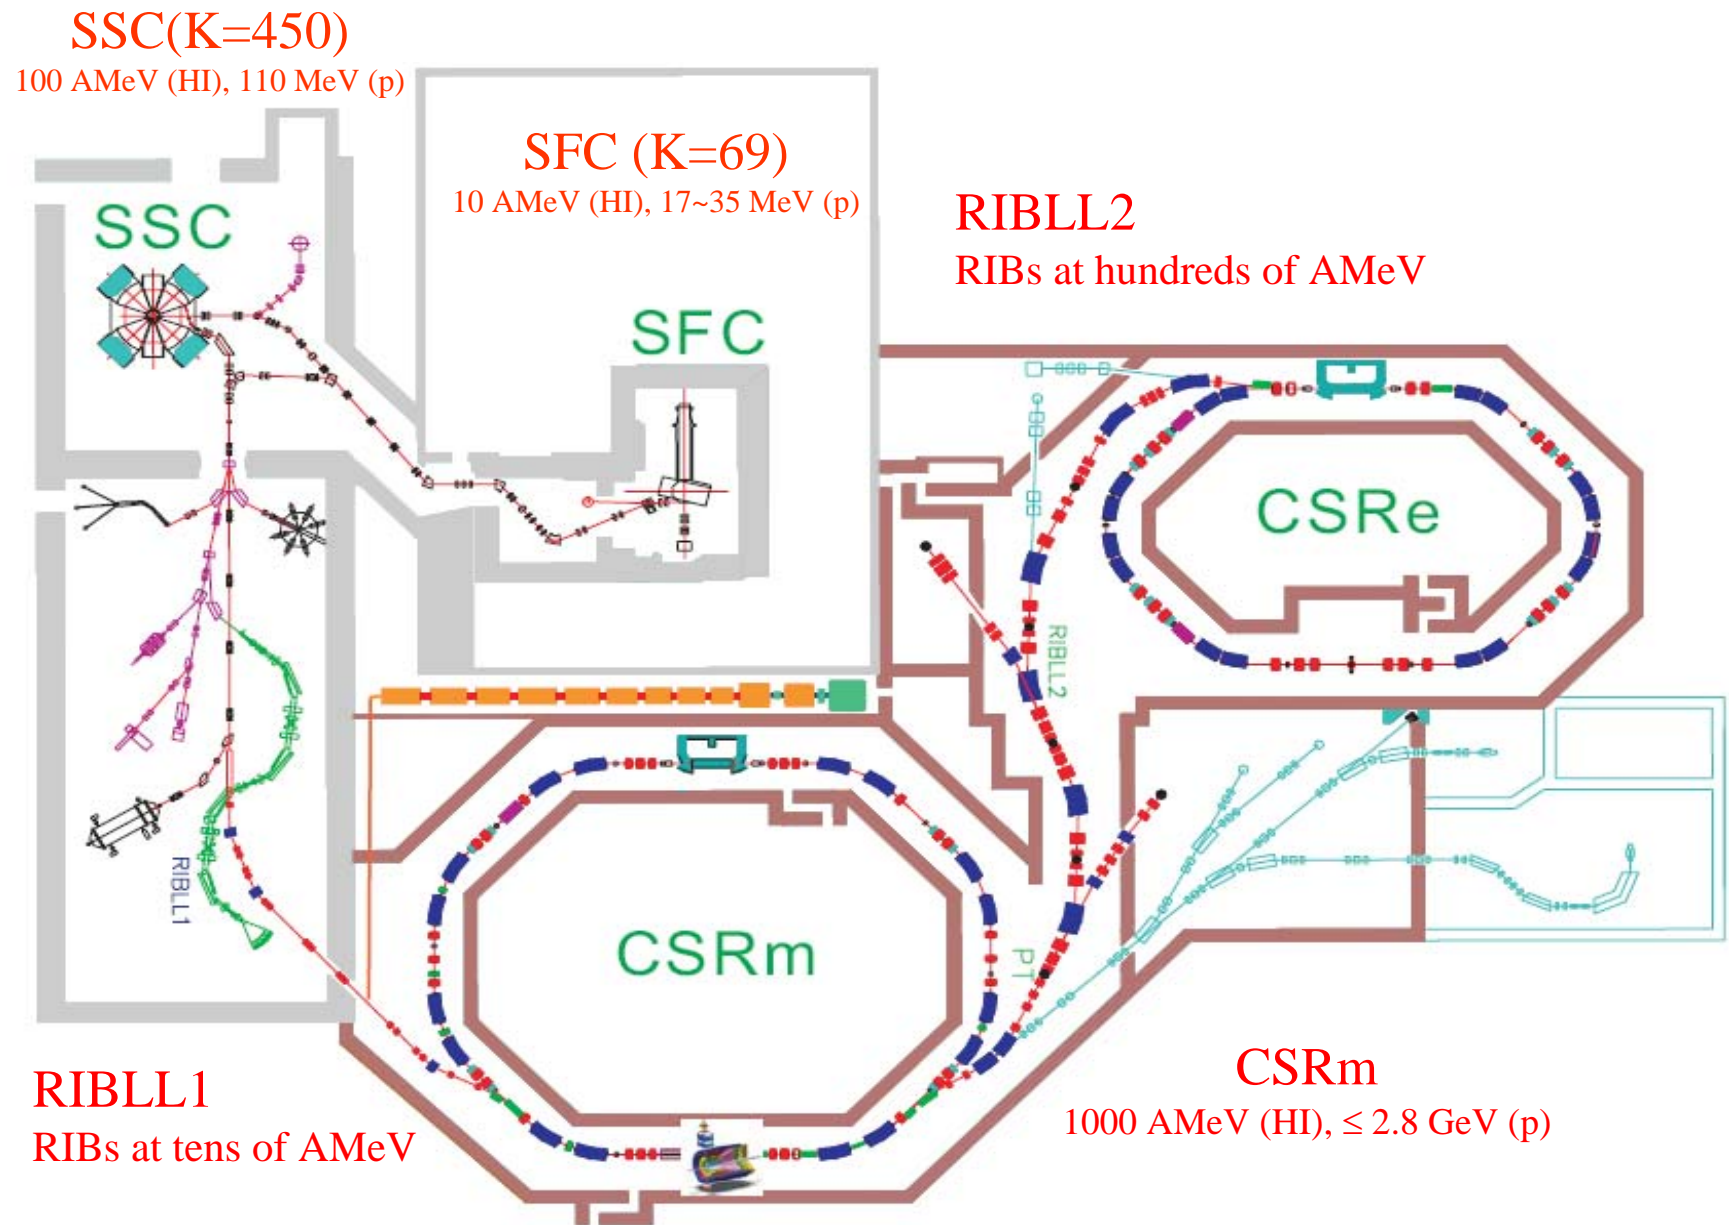 SSC(K=450)
100 AMeV (HI), 110 MeV (p)
SFC (K=69)
10 AMeV (HI), 17~35 MeV (p)
RIBLL2
RIBs at hundreds of AMeV
SSC
SFC
CSRe
RIBLL2
RIBLL1
CSRm
PT
RIBLL1
RIBs at tens of AMeV
CSRm
1000 AMeV (HI), ≤ 2.8 GeV (p)